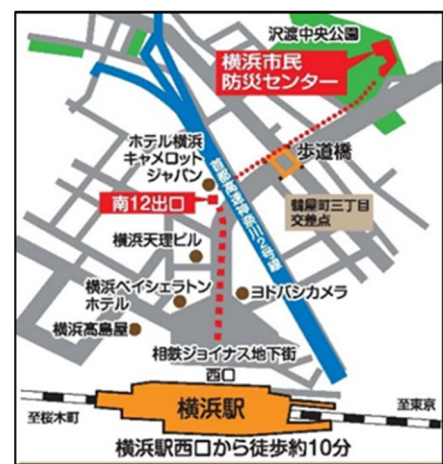 沢渡中央公園
横浜市民
防災センター
ホテル横浜
キャメロット
ジャパン
歩道橋
首都高速神奈川2号線
鶴屋町三丁目
交差点
南12出口
横浜天理ビル
横浜ベイシェラトン
ホテル
ヨドバシカメラ
横浜髙島屋
相鉄ジョイナス地下街
西口
横浜駅
至桜木町
至東京
横浜駅西口から徒歩約10分